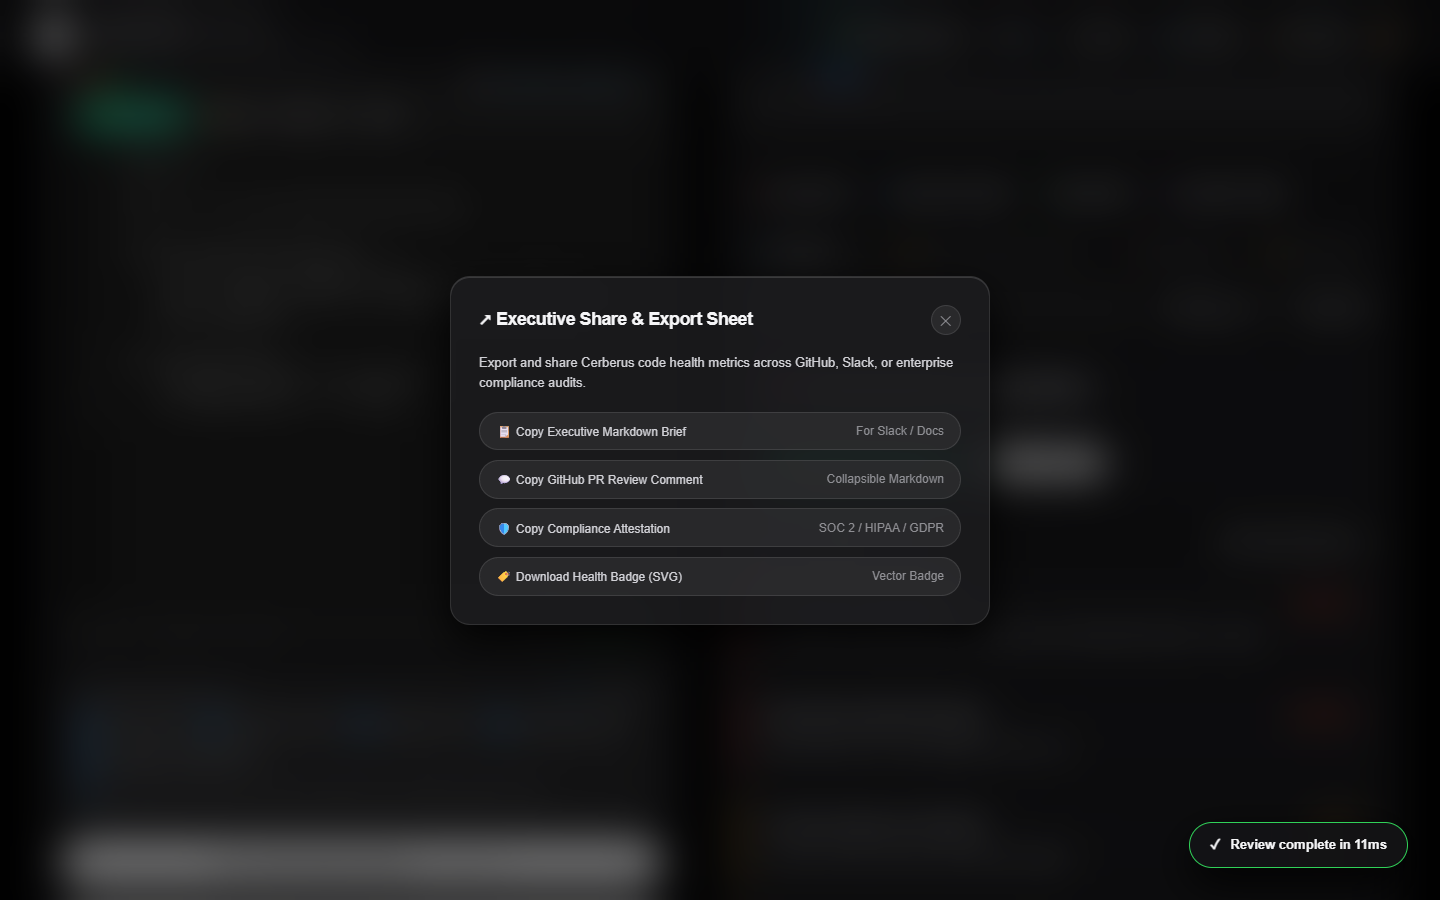 Executive Share & Export Sheet
Export and share Cerberus code health metrics across GitHub, Slack, or enterprise
compliance audits.
Copy Executive Markdown Brief For Slack / Docs
Copy GitHub PR Review Comment Collapsible Markdown
Copy Compliance Attestation SOC 2 / HIPAA / GDPR
Download Health Badge (SVG) Vector Badge
✓ Review complete in 11ms